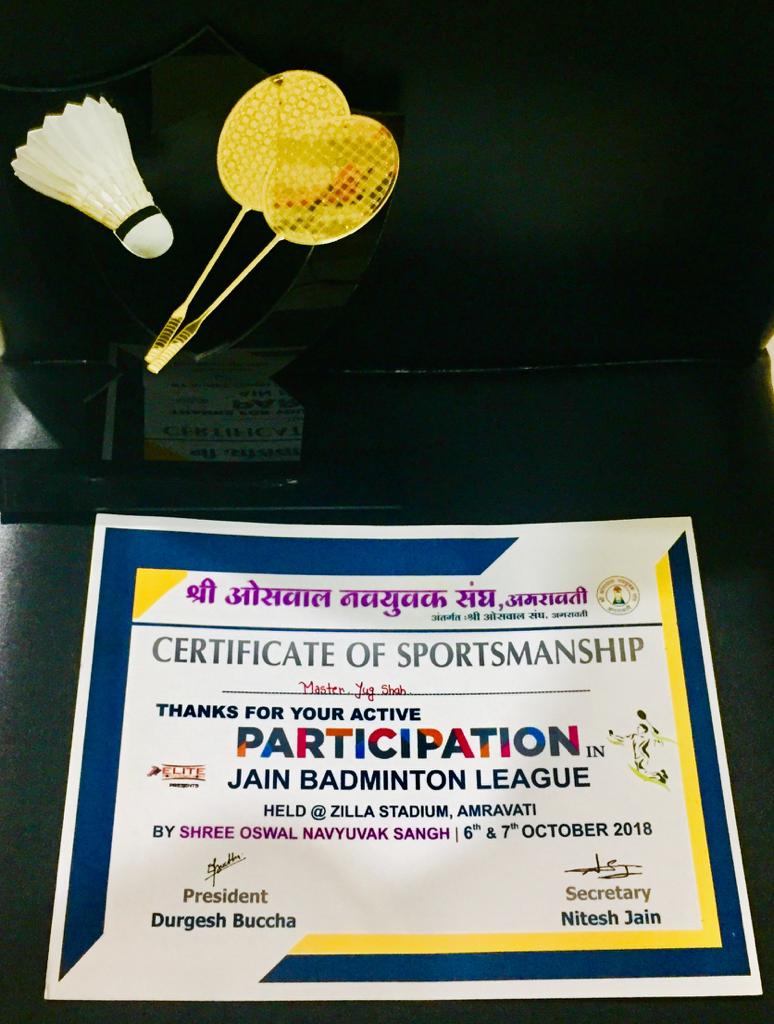 श्री ओसवाल नवयुवक संघ, अमरावती
अंतर्गत :श्री ओसवाल संघ, अमरावती
CERTIFICATE OF SPORTSMANSHIP
Master. Yug Shah.
THANKS FOR YOUR ACTIVE
PARTICIPATION IN
ELITE
PRESENTS
JAIN BADMINTON LEAGUE
HELD @ ZILLA STADIUM, AMRAVATI
BY SHREE OSWAL NAVYUVAK SANGH | 6th & 7th OCTOBER 2018
President
Durgesh Buccha
Secretary
Nitesh Jain